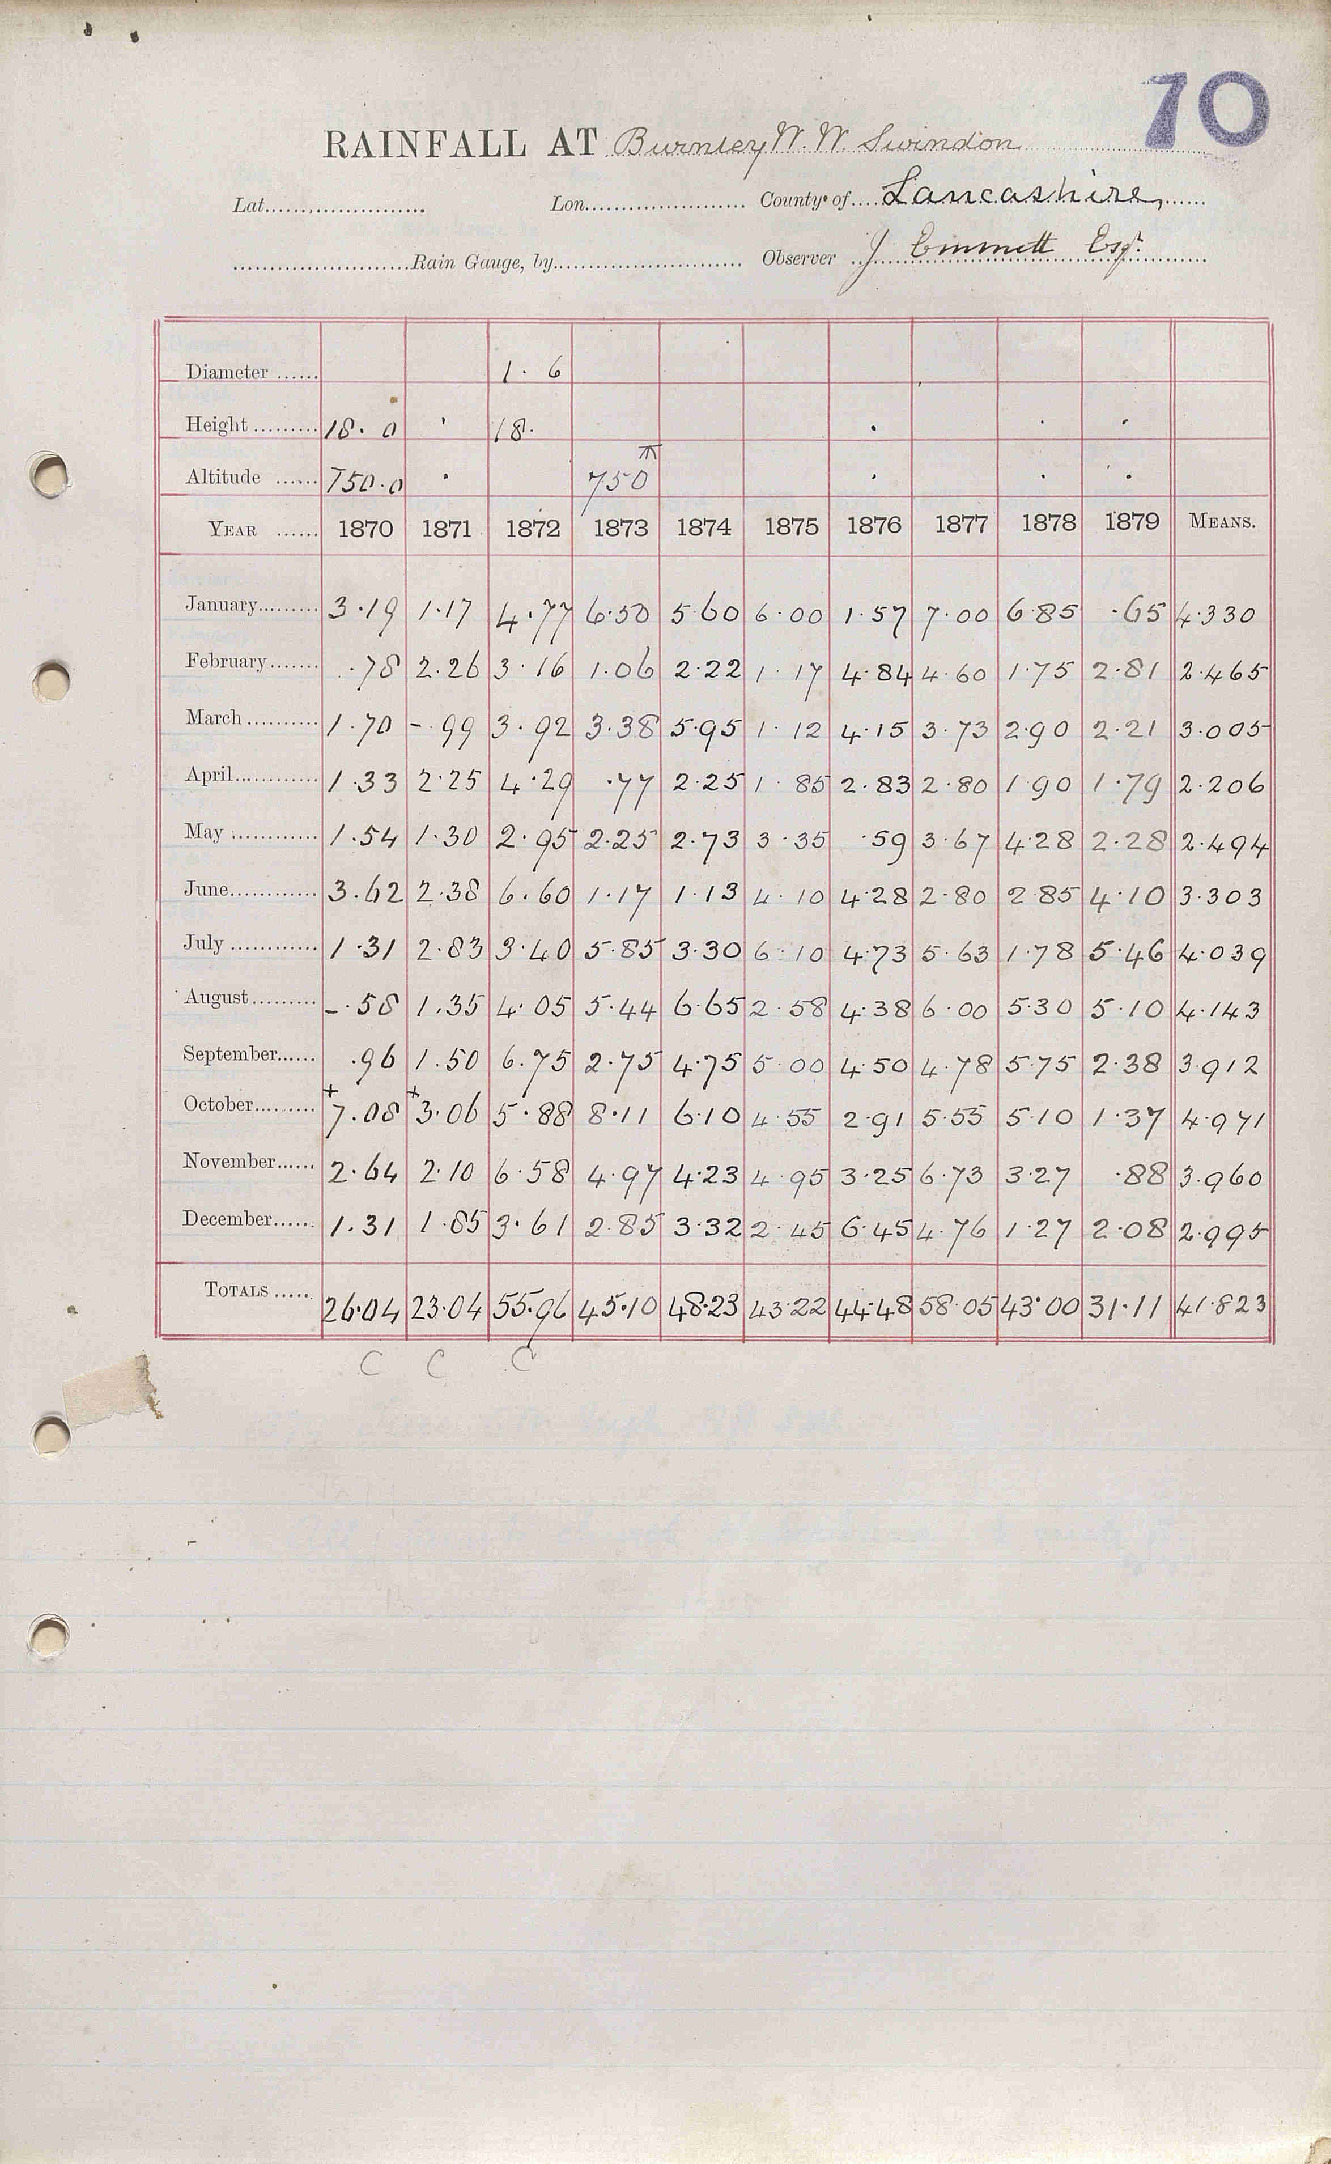 70
RAINFALL AT Burnley W. W. Swindon
Lat........................ Lon........................ County of.... Lancashire
........................Rain Gauge, by........................ Observer J Emmett Esqr.
Diameter ...... 1. 6
Height ......... 18. 0 18.
Altitude ...... 750.0 750
YEAR ...... 1870 1871 1872 1873 1874 1875 1876 1877 1878 1879 MEANS.
January......... 3.19 1.17 4.77 6.50 5.60 6.00 1.57 7.00 6.85 .65 4.330
February....... .78 2.26 3.16 1.06 2.22 1.17 4.84 4.60 1.75 2.81 2.465
March .......... 1.70 -.99 3.92 3.38 5.95 1.12 4.15 3.73 2.90 2.21 3.005
April............ 1.33 2.25 4.29 .77 2.25 1.85 2.83 2.80 1.90 1.79 2.206
May ............ 1.54 1.30 2.95 2.25 2.73 3.35 .59 3.67 4.28 2.28 2.494
June............ 3.62 2.38 6.60 1.17 1.13 4.10 4.28 2.80 2.85 4.10 3.303
July ............ 1.31 2.83 3.40 5.85 3.30 6.10 4.73 5.63 1.78 5.46 4.039
August......... -.58 1.35 4.05 5.44 6.65 2.58 4.38 6.00 5.30 5.10 4.143
September...... .96 1.50 6.75 2.75 4.75 5.00 4.50 4.78 5.75 2.38 3.912
October......... +7.08 +3.06 5.88 8.11 6.10 4.55 2.91 5.55 5.10 1.37 4.971
November...... 2.64 2.10 6.58 4.97 4.23 4.95 3.25 6.73 3.27 .88 3.960
December...... 1.31 1.85 3.61 2.85 3.32 2.45 6.45 4.76 1.27 2.08 2.995
TOTALS ..... 26.04 23.04 55.96 45.10 48.23 43.22 44.48 58.05 43.00 31.11 41.823
C C C